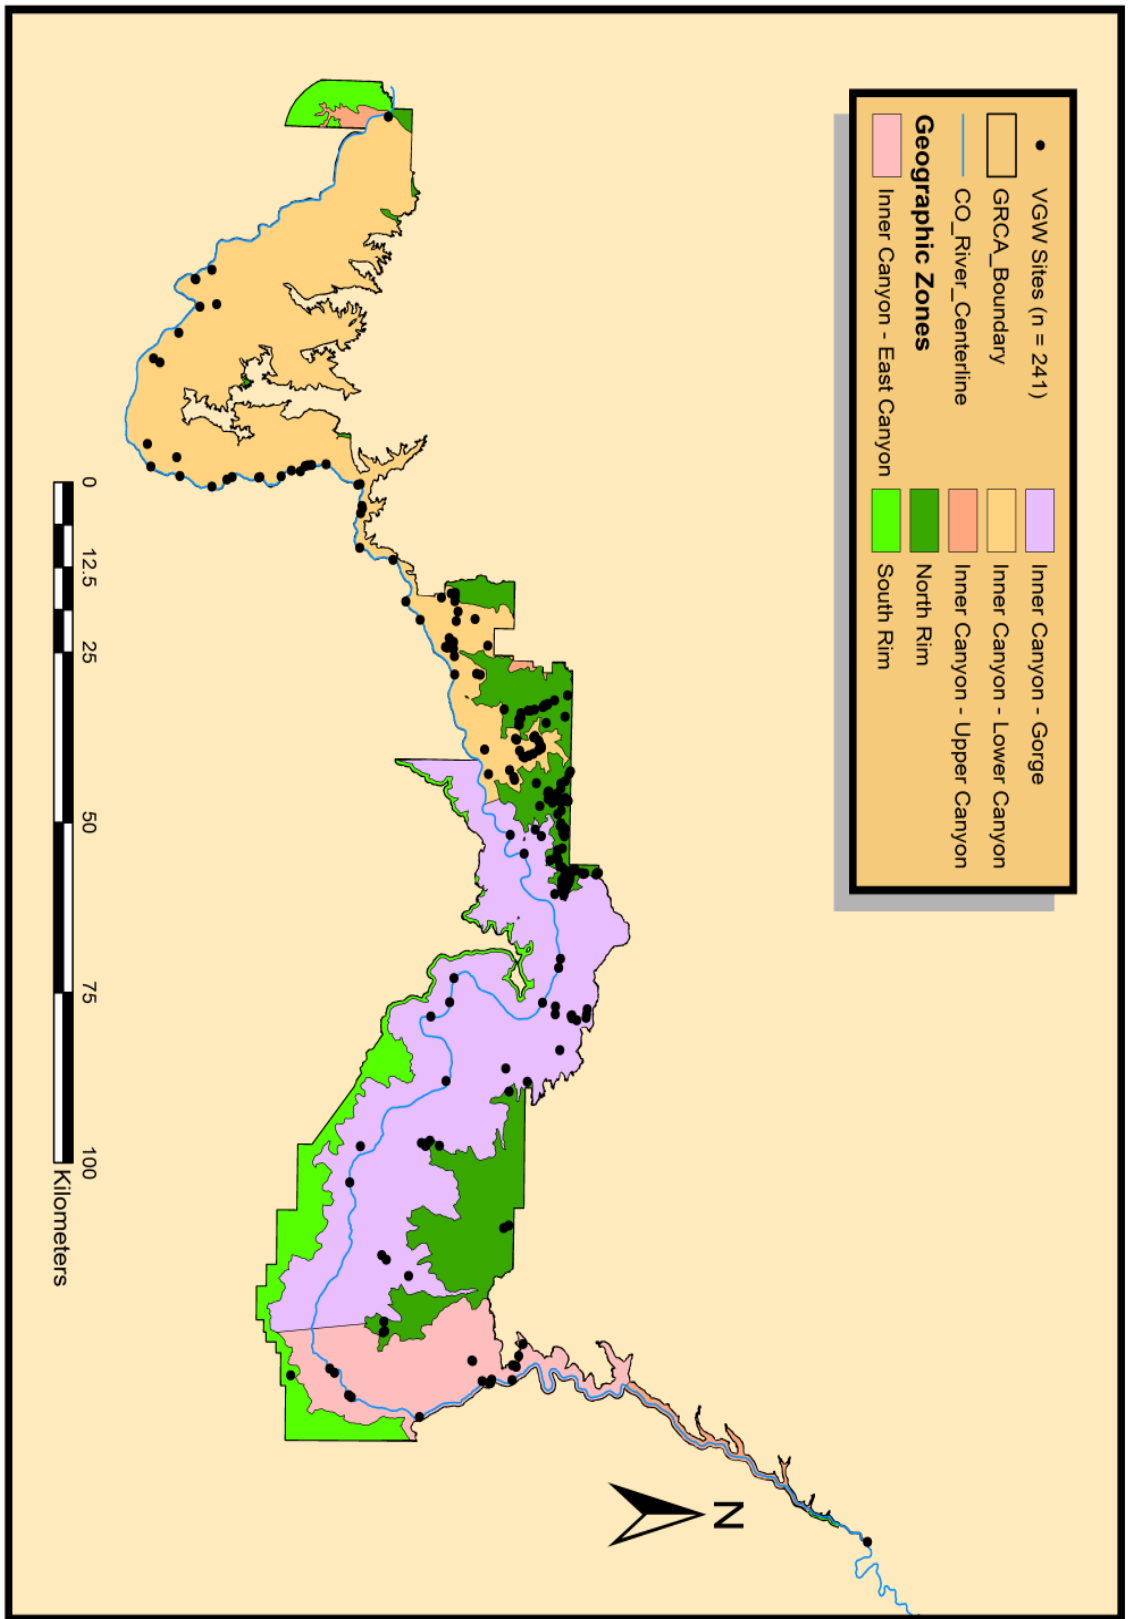 VGW Sites (n = 241)
GRCA_Boundary
CO_River_Centerline
Geographic Zones
Inner Canyon - East Canyon
Inner Canyon - Gorge
Inner Canyon - Lower Canyon
Inner Canyon - Upper Canyon
North Rim
South Rim
N
0 12.5 25 50 75 100
Kilometers